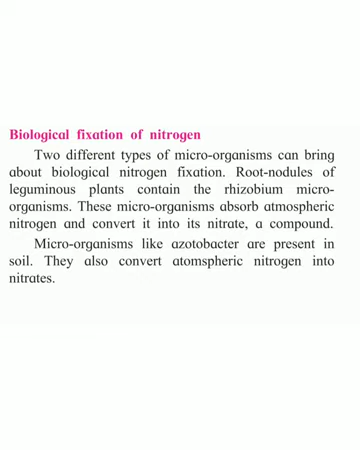 Biological fixation of nitrogen
Two different types of micro-organisms can bring
about biological nitrogen fixation. Root-nodules of
leguminous plants contain the rhizobium micro-
organisms. These micro-organisms absorb atmospheric
nitrogen and convert it into its nitrate, a compound.
Micro-organisms like azotobacter are present in
soil. They also convert atomspheric nitrogen into
nitrates.